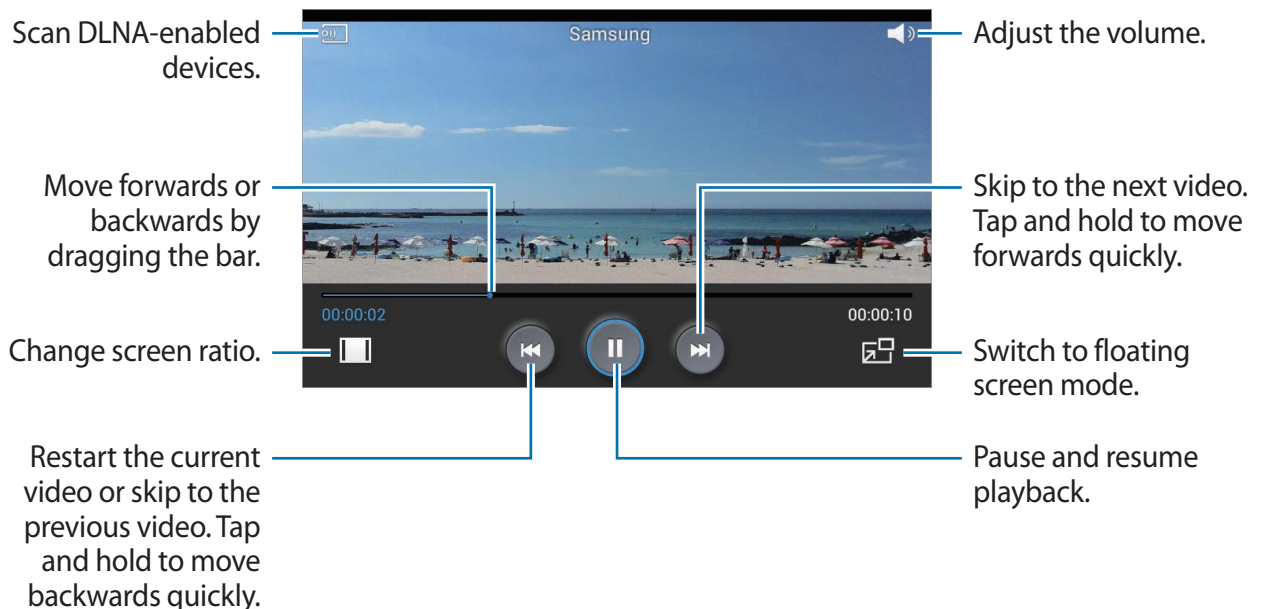 Scan DLNA-enabled
devices.
Samsung
Adjust the volume.
Move forwards or
backwards by
dragging the bar.
Skip to the next video.
Tap and hold to move
forwards quickly.
00:00:02
00:00:10
Change screen ratio.
Switch to floating
screen mode.
Restart the current
video or skip to the
previous video. Tap
and hold to move
backwards quickly.
Pause and resume
playback.